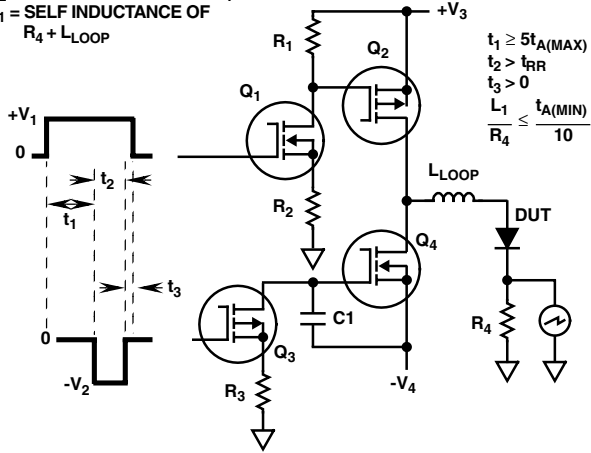 ₁ = SELF INDUCTANCE OF
R₄ + L_LOOP
+V₃
R₁
Q₂
t₁ ≥ 5t_A(MAX)
t₂ > t_RR
t₃ > 0
L₁/R₄ ≤ t_A(MIN)/10
Q₁
+V₁
0
t₂
t₁
R₂
L_LOOP
DUT
Q₄
t₃
C1
R₄
0
Q₃
-V₂
R₃
-V₄